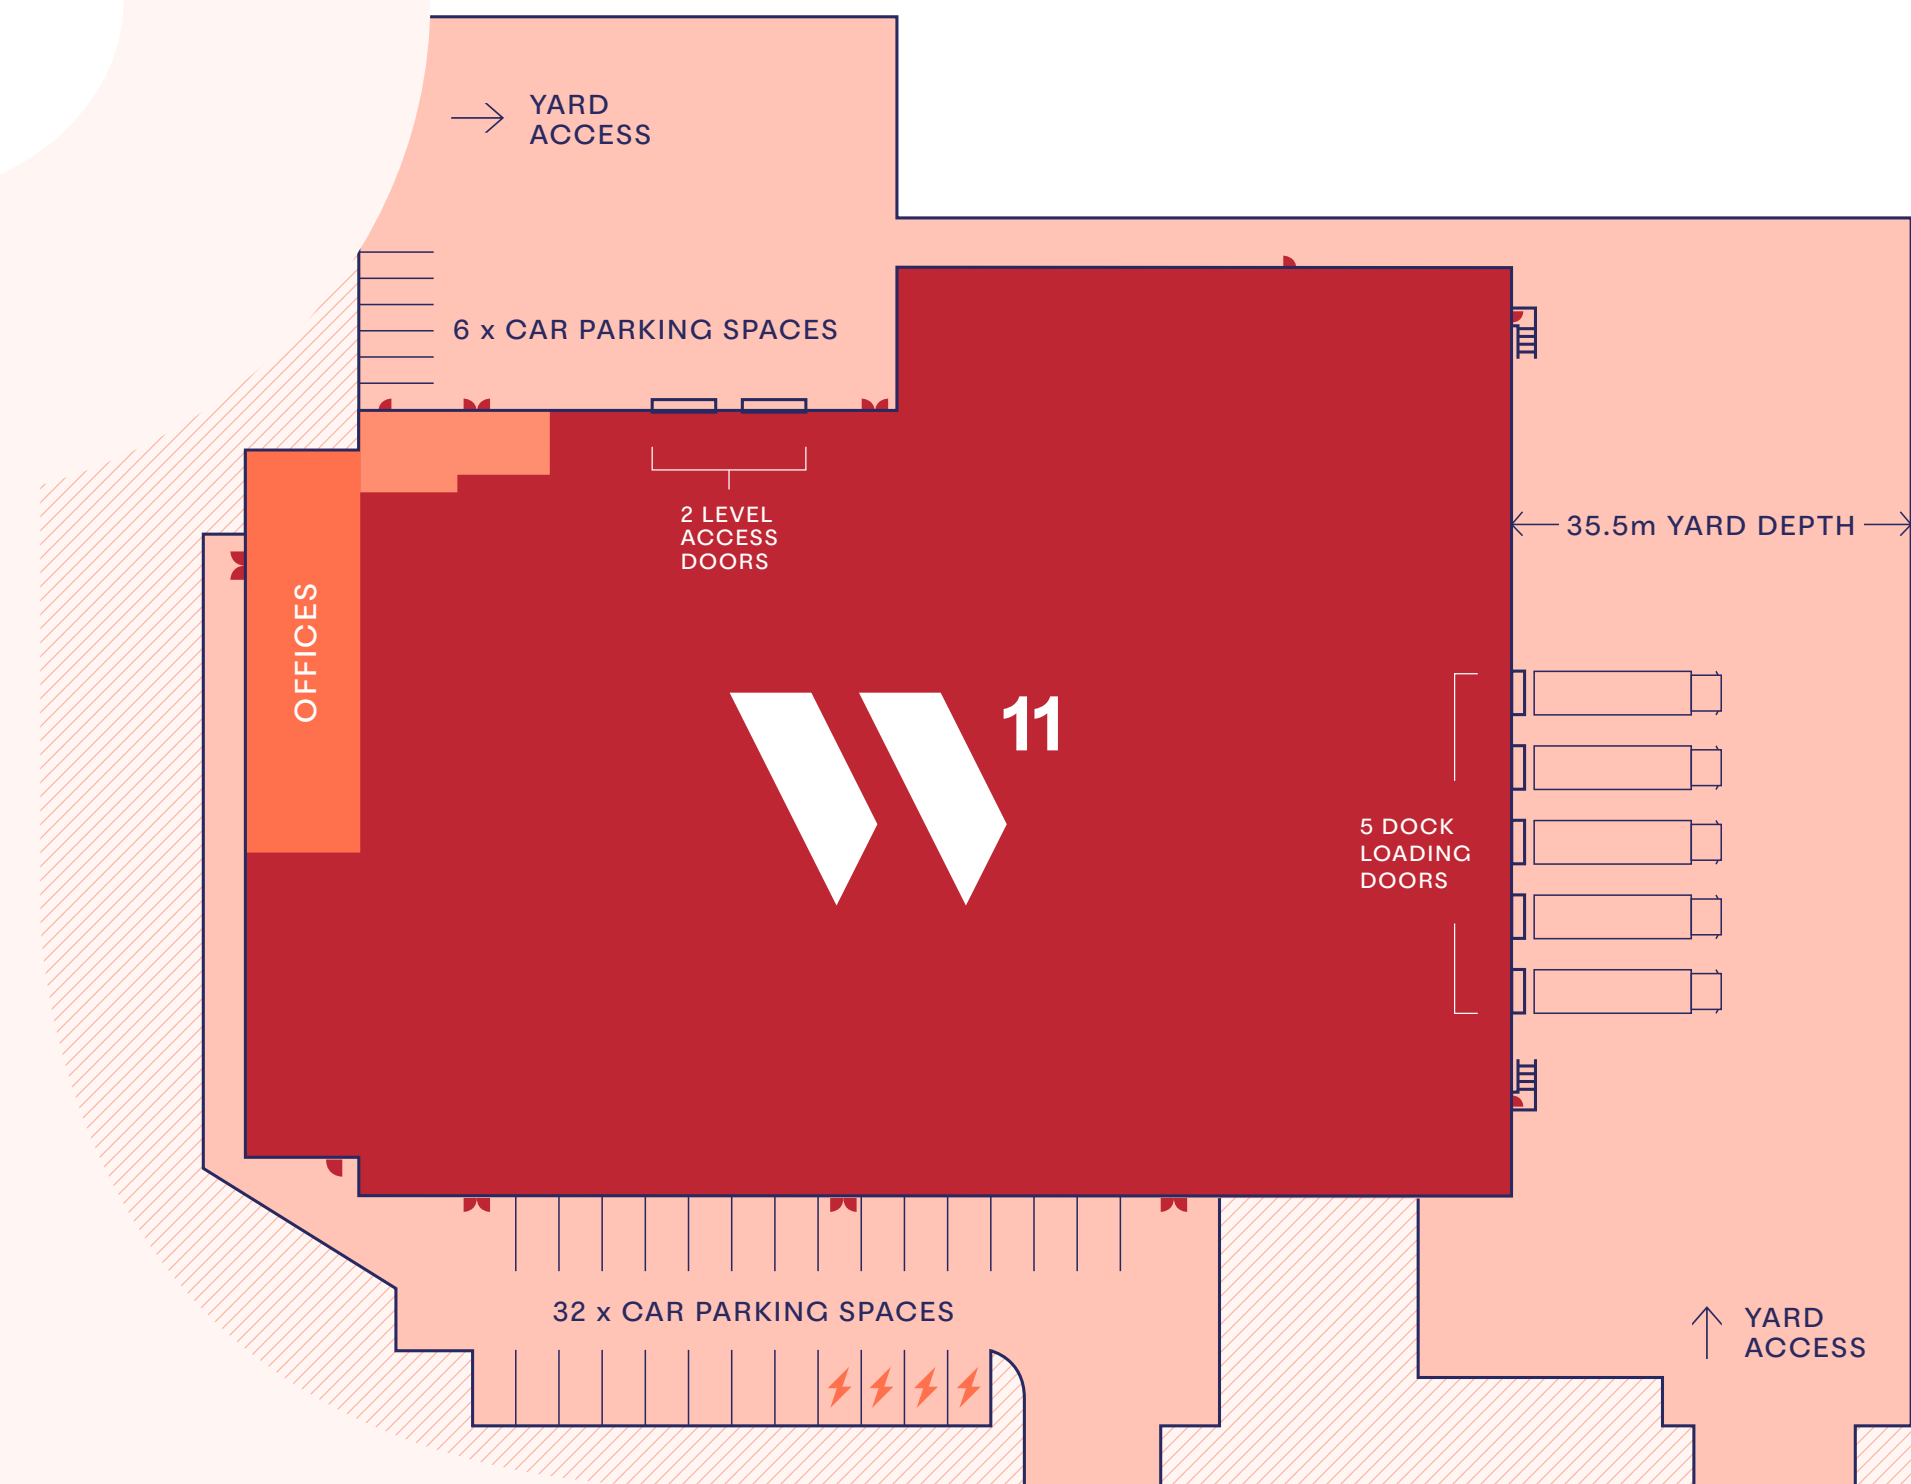 YARD
ACCESS
6 x CAR PARKING SPACES
2 LEVEL
ACCESS
DOORS
35.5m YARD DEPTH
OFFICES
11
5 DOCK
LOADING
DOORS
32 x CAR PARKING SPACES
YARD
ACCESS